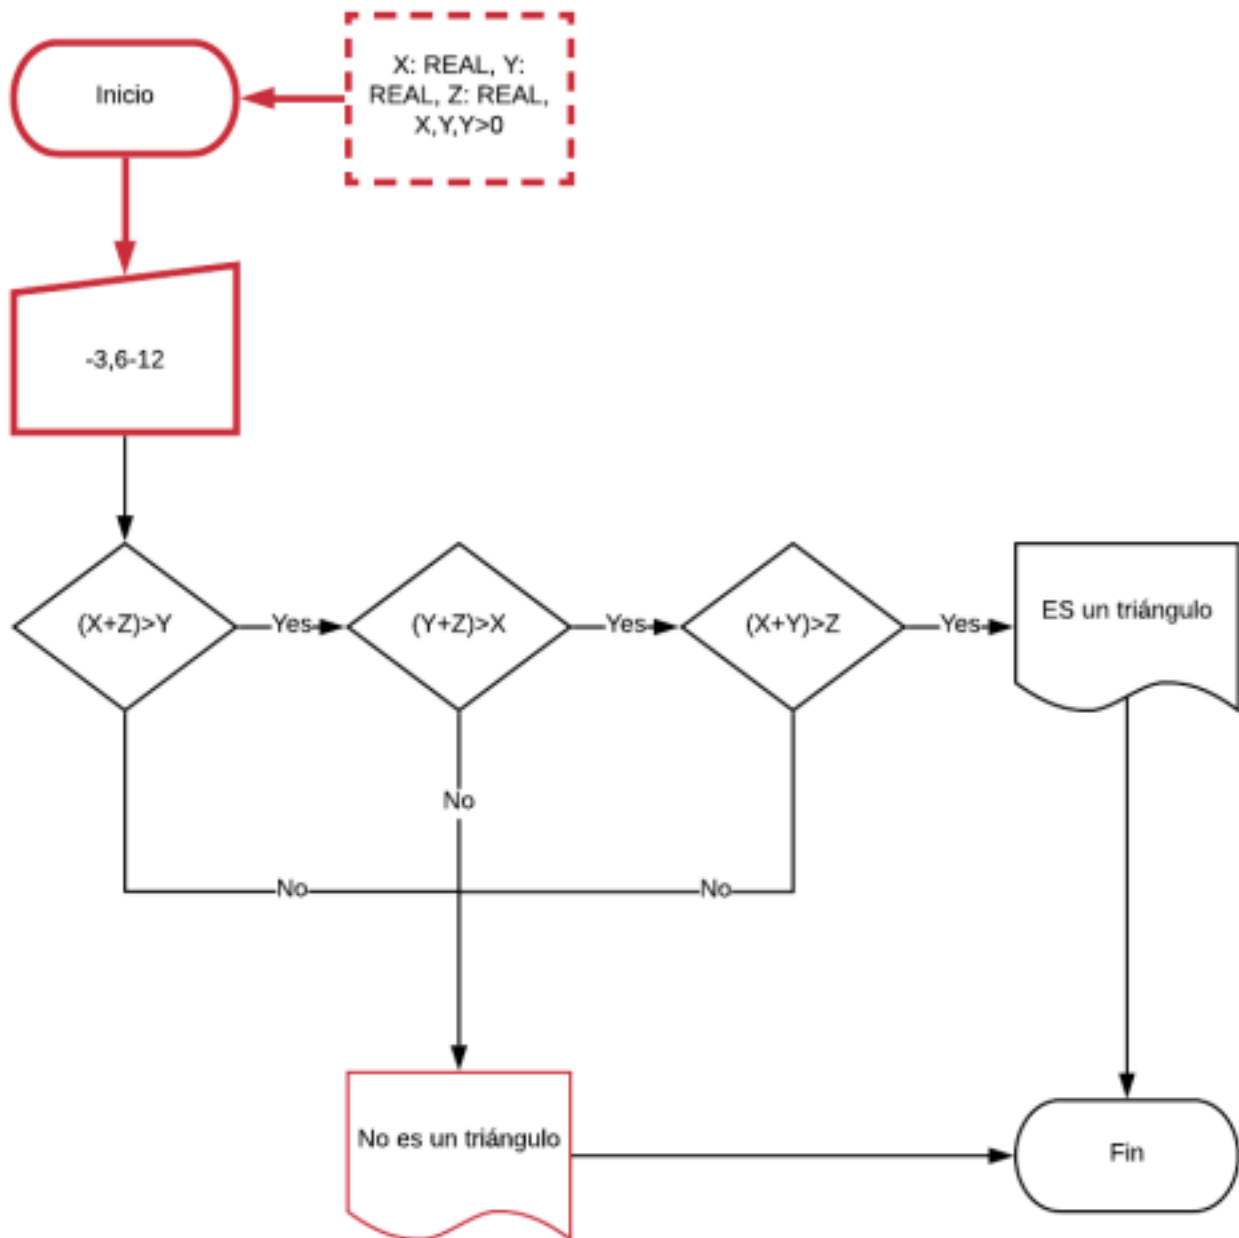 Inicio
X: REAL, Y:
REAL, Z: REAL,
X,Y,Y>0
-3,6-12
(X+Z)>Y
Yes
(Y+Z)>X
Yes
(X+Y)>Z
Yes
ES un triángulo
No
No
No
No es un triángulo
Fin